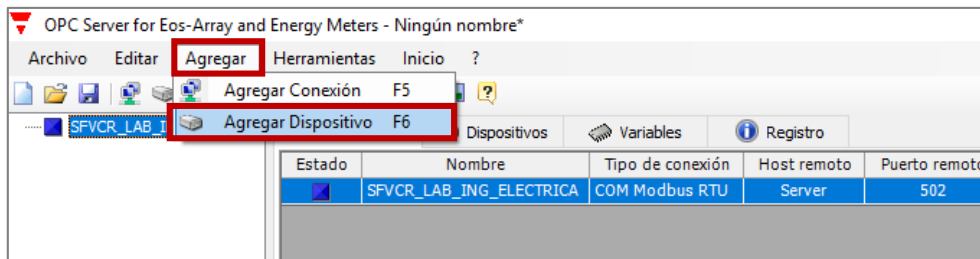 OPC Server for Eos-Array and Energy Meters - Ningún nombre*
Archivo Editar Agregar Herramientas Inicio ?
Agregar Conexión F5
SFVCR_LAB_I Agregar Dispositivo F6 Dispositivos Variables Registro
Estado Nombre Tipo de conexión Host remoto Puerto remoto
SFVCR_LAB_ING_ELECTRICA COM Modbus RTU Server 502